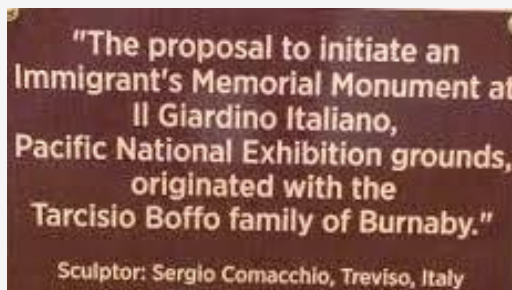 "The proposal to initiate an
Immigrant's Memorial Monument at
Il Giardino Italiano,
Pacific National Exhibition grounds,
originated with the
Tarcisio Boffo family of Burnaby."
Sculptor: Sergio Comacchio, Treviso, Italy